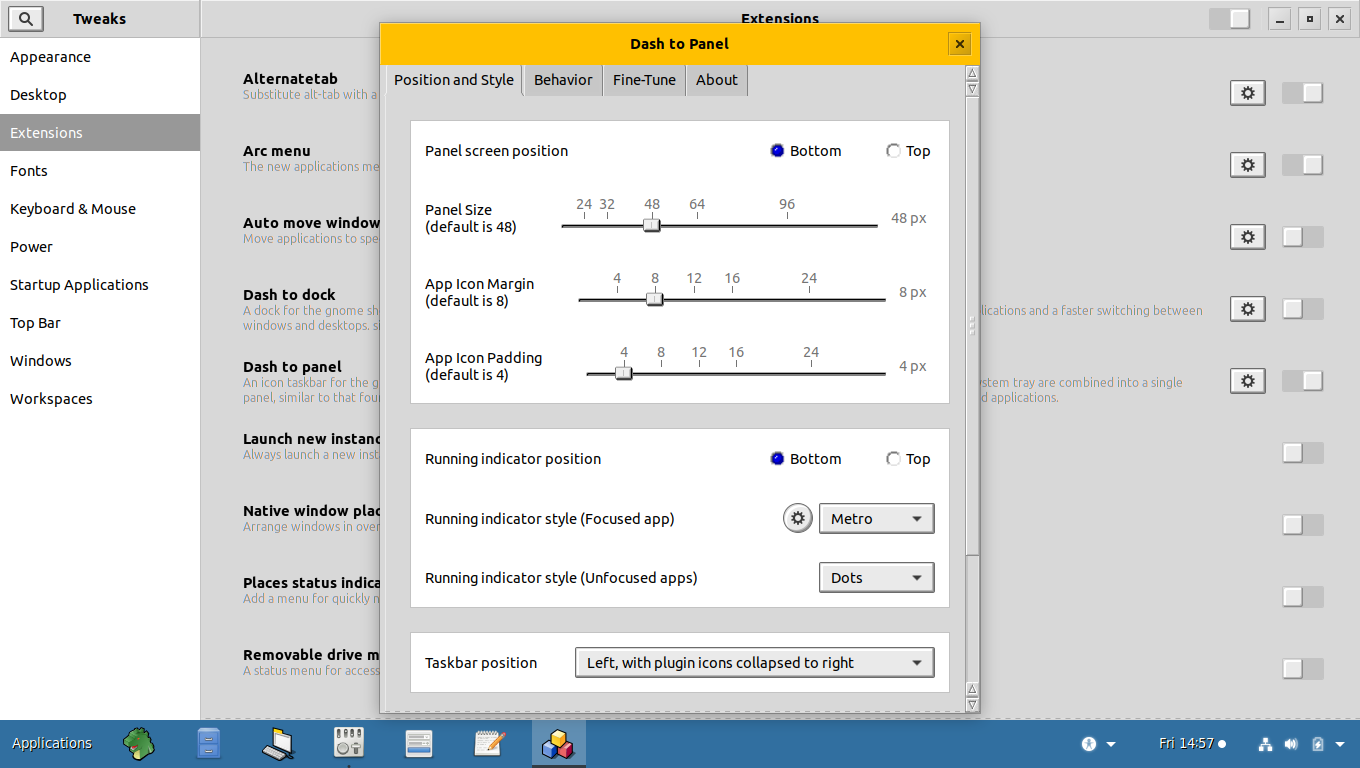 Tweaks
Extensions
Appearance
Desktop
Extensions
Fonts
Keyboard & Mouse
Power
Startup Applications
Top Bar
Windows
Workspaces
Alternatetab
Substitute alt-tab with a
Arc menu
The new applications me
Auto move window
Move applications to spe
Dash to dock
A dock for the gnome sh
lications and a faster switching between
windows and desktops. si
Dash to panel
An icon taskbar for the g
stem tray are combined into a single
panel, similar to that foun
d applications.
Launch new instanc
Always launch a new inst
Native window plac
Arrange windows in over
Places status indica
Add a menu for quickly n
Removable drive m
A status menu for access
Dash to Panel
Position and Style
Behavior
Fine-Tune
About
Panel screen position
Bottom
Top
Panel Size
(default is 48)
24 32 48 64 96
48 px
App Icon Margin
(default is 8)
4 8 12 16 24
8 px
App Icon Padding
(default is 4)
4 8 12 16 24
4 px
Running indicator position
Bottom
Top
Running indicator style (Focused app)
Metro
Running indicator style (Unfocused apps)
Dots
Taskbar position
Left, with plugin icons collapsed to right
Applications
Fri 14:57